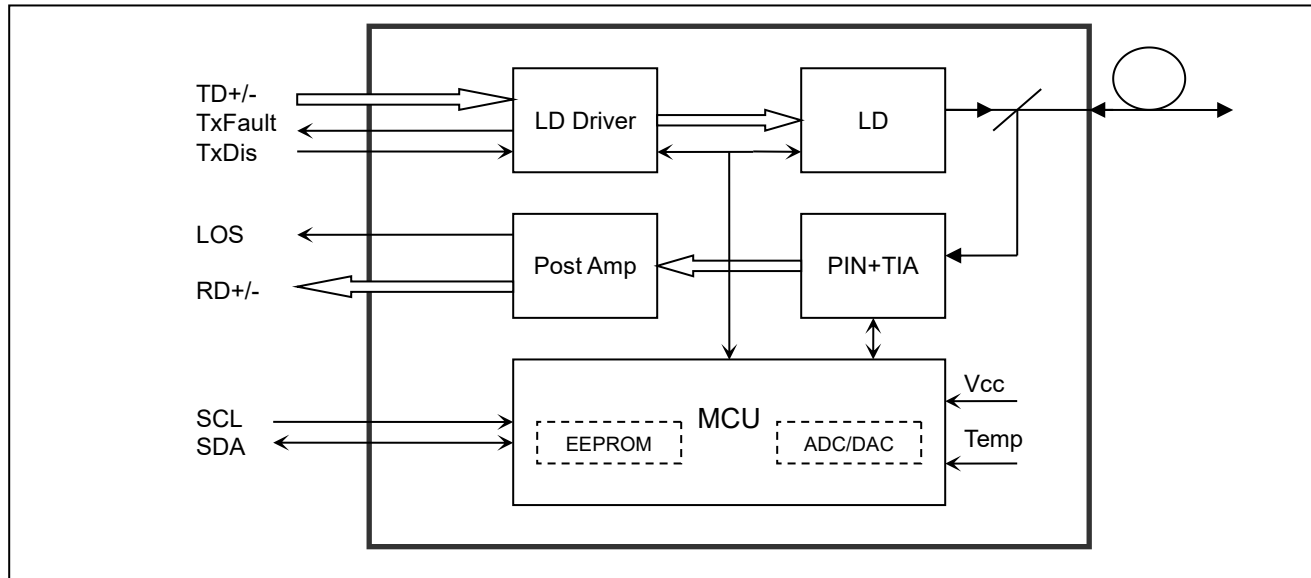 TD+/-
TxFault
TxDis
LD Driver
LD
LOS
RD+/-
Post Amp
PIN+TIA
SCL
SDA
MCU
EEPROM
ADC/DAC
Vcc
Temp